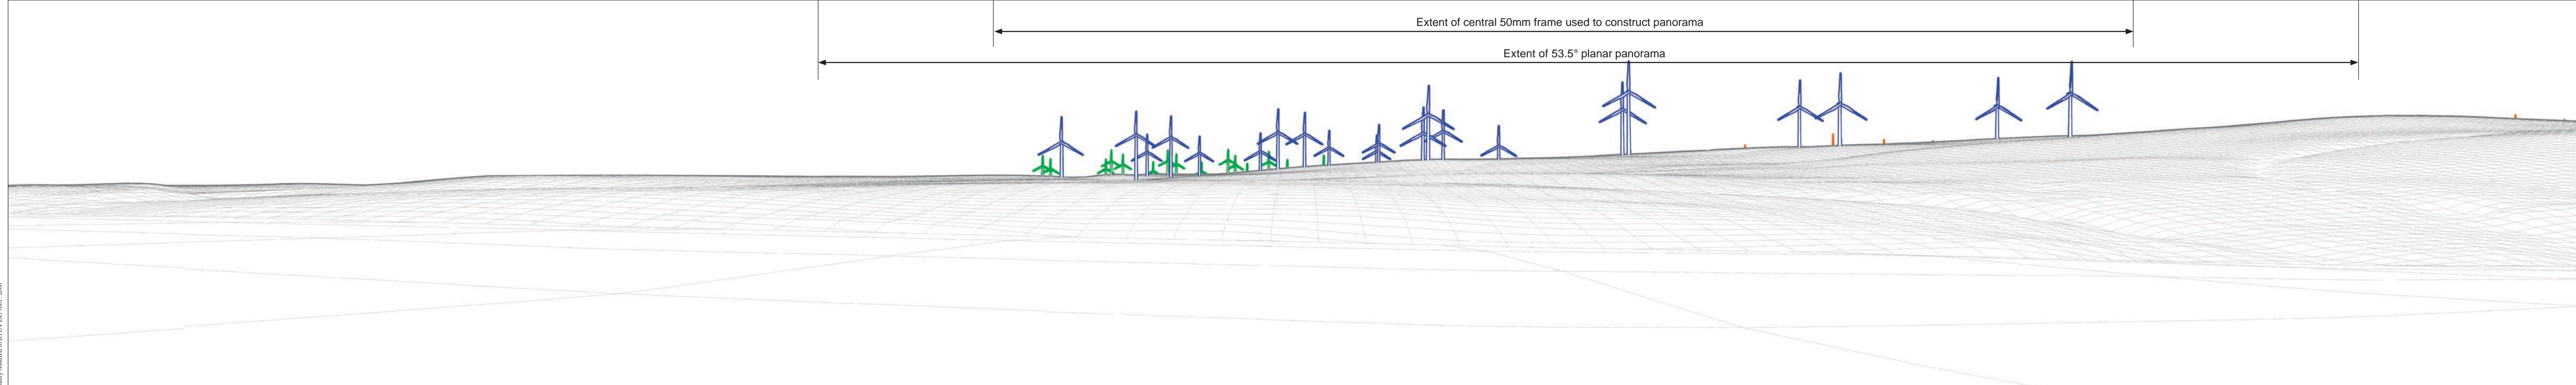 Extent of central 50mm frame used to construct panorama
Extent of 53.5° planar panorama